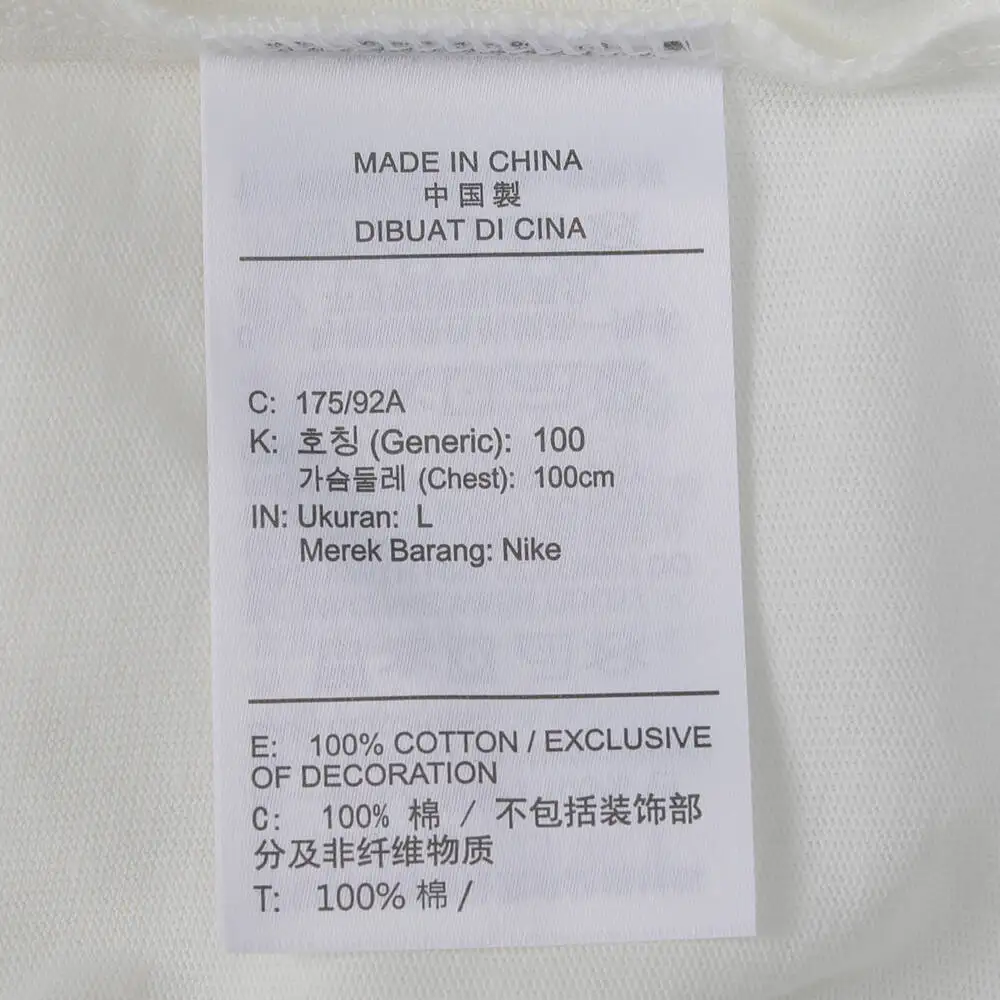 MADE IN CHINA
中国製
DIBUAT DI CINA
C: 175/92A
K: 호칭 (Generic): 100
가슴둘레 (Chest): 100cm
IN: Ukuran: L
Merek Barang: Nike
E: 100% COTTON / EXCLUSIVE
OF DECORATION
C: 100% 棉 / 不包括装饰部
分及非纤维物质
T: 100% 棉 /